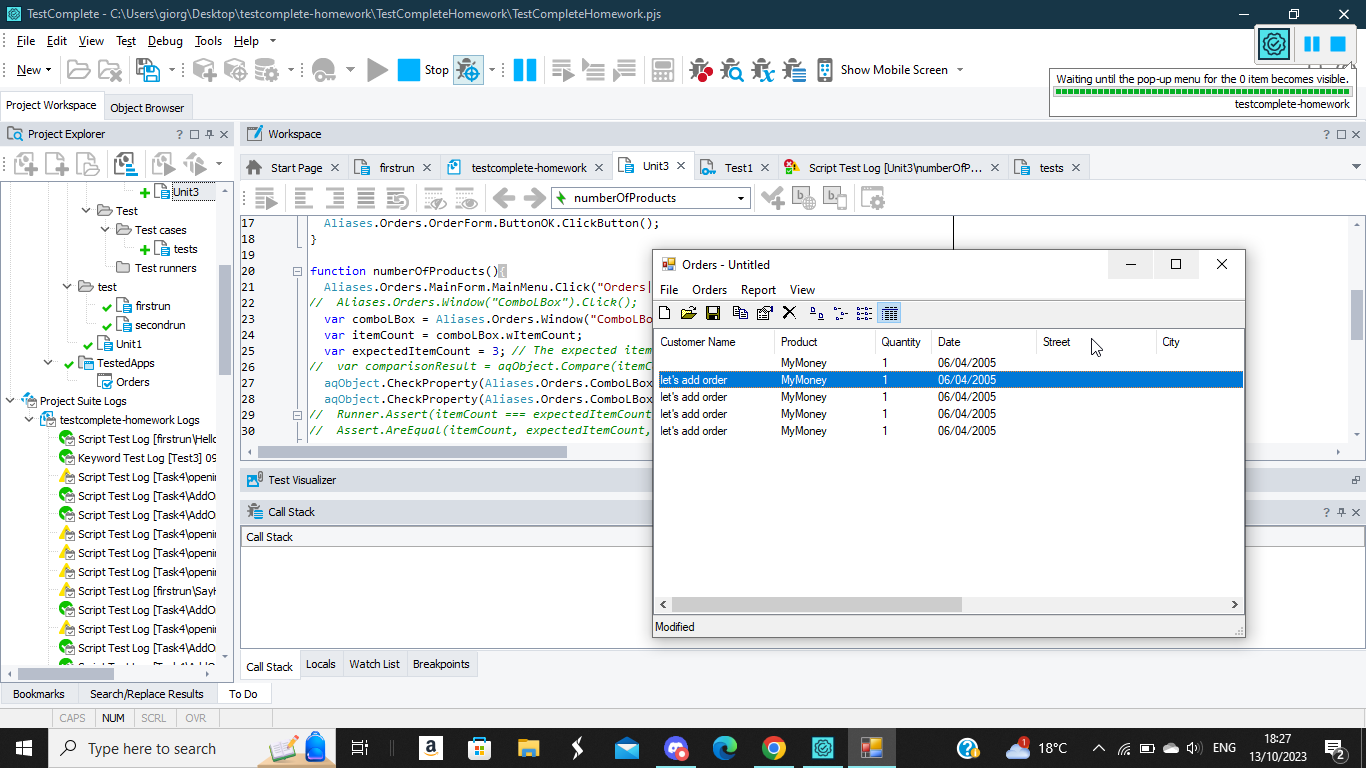 TestComplete - C:\Users\giorg\Desktop\testcomplete-homework\TestCompleteHomework\TestCompleteHomework.pjs
File Edit View Test Debug Tools Help
New Stop Show Mobile Screen
Waiting until the pop-up menu for the 0 item becomes visible.
testcomplete-homework
Project Workspace Object Browser
Project Explorer
Workspace
Start Page firstrun testcomplete-homework Unit3 Test1 Script Test Log [Unit3\numberOfP... tests
numberOfProducts
Unit3
Test
Test cases
tests
Test runners
test
firstrun
secondrun
Unit1
TestedApps
Orders
Project Suite Logs
testcomplete-homework Logs
Script Test Log [firstrun\Hello
Keyword Test Log [Test3] 09
Script Test Log [Task4\openi
Script Test Log [Task4\AddO
Script Test Log [Task4\AddO
Script Test Log [Task4\openi
Script Test Log [Task4\openi
Script Test Log [Task4\openi
Script Test Log [firstrun\SayH
Script Test Log [Task4\AddO
Script Test Log [Task4\openi
Script Test Log [Task4\AddO
Script Test Log [Task4\AddO
17 Aliases.Orders.OrderForm.ButtonOK.ClickButton();
18 }
19
20 function numberOfProducts(){
21 Aliases.Orders.MainForm.MainMenu.Click("Orders|
22 // Aliases.Orders.Window("ComboLBox").Click();
23 var comboLBox = Aliases.Orders.Window("ComboLBo
24 var itemCount = comboLBox.wItemCount;
25 var expectedItemCount = 3; // The expected item
26 // var comparisonResult = aqObject.Compare(itemC
27 aqObject.CheckProperty(Aliases.Orders.ComboLBox
28 aqObject.CheckProperty(Aliases.Orders.ComboLBox
29 // Runner.Assert(itemCount === expectedItemCount
30 // Assert.AreEqual(itemCount, expectedItemCount,
Orders - Untitled
File Orders Report View
Customer Name Product Quantity Date Street City
MyMoney 1 06/04/2005
let's add order MyMoney 1 06/04/2005
let's add order MyMoney 1 06/04/2005
let's add order MyMoney 1 06/04/2005
let's add order MyMoney 1 06/04/2005
Modified
Test Visualizer
Call Stack
Call Stack
Call Stack Locals Watch List Breakpoints
Bookmarks Search/Replace Results To Do
CAPS NUM SCRL OVR
Type here to search
1 18°C ENG 18:27
13/10/2023 2